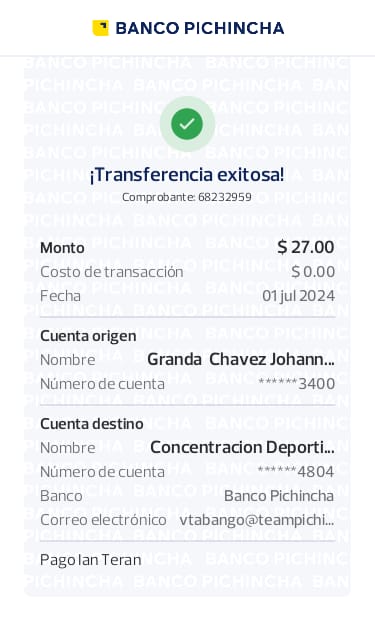 BANCO PICHINCHA
¡Transferencia exitosa!
Comprobante: 68232959
Monto $ 27.00
Costo de transacción $ 0.00
Fecha 01 jul 2024
Cuenta origen
Nombre Granda Chavez Johann...
Número de cuenta ******3400
Cuenta destino
Nombre Concentracion Deporti...
Número de cuenta ******4804
Banco Banco Pichincha
Correo electrónico vtabango@teampichi...
Pago Ian Teran